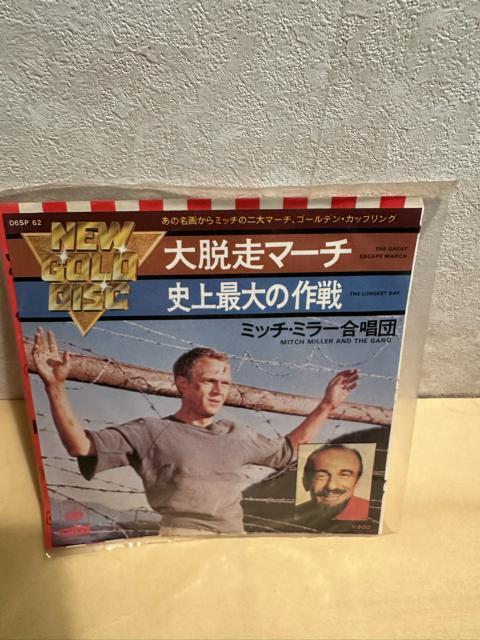 06SP 62
あの名画からミッチの二大マーチ、ゴールデン・カップリング
NEW
GOLD
DISC
大脱走マーチ
THE GREAT
ESCAPE MARCH
史上最大の作戦
THE LONGEST DAY
ミッチ・ミラー合唱団
MITCH MILLER AND THE GANG
￥600